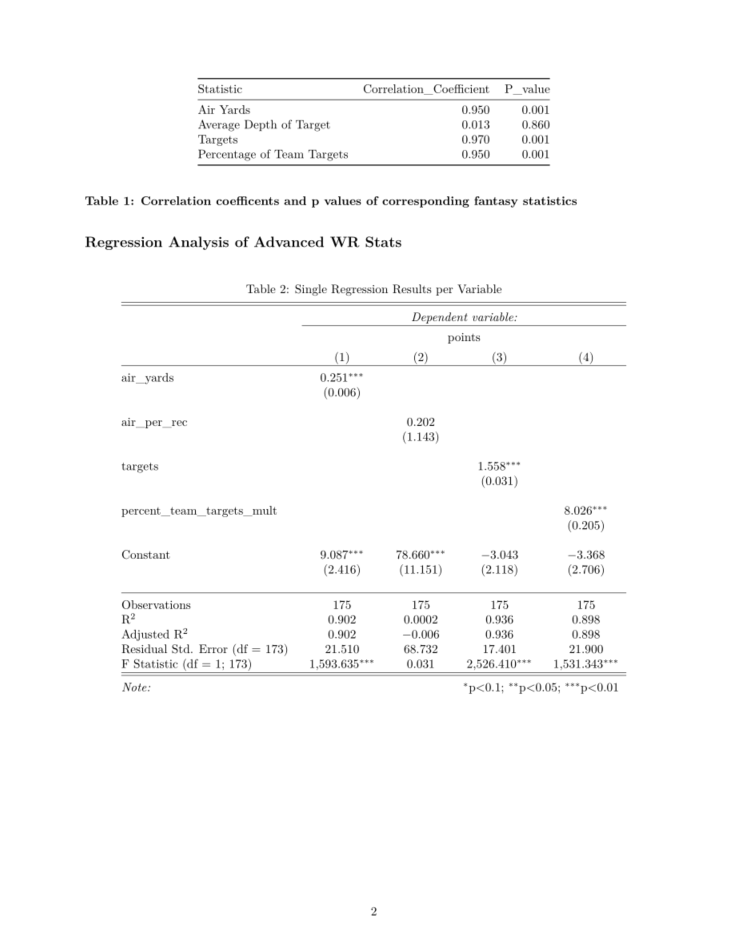 Statistic Correlation_Coefficient P_value
Air Yards 0.950 0.001
Average Depth of Target 0.013 0.860
Targets 0.970 0.001
Percentage of Team Targets 0.950 0.001
Table 1: Correlation coefficents and p values of corresponding fantasy statistics
Regression Analysis of Advanced WR Stats
Table 2: Single Regression Results per Variable
Dependent variable:
points
(1) (2) (3) (4)
air_yards 0.251***
(0.006)
air_per_rec 0.202
(1.143)
targets 1.558***
(0.031)
percent_team_targets_mult 8.026***
(0.205)
Constant 9.087*** 78.660*** −3.043 −3.368
(2.416) (11.151) (2.118) (2.706)
Observations 175 175 175 175
R² 0.902 0.0002 0.936 0.898
Adjusted R² 0.902 −0.006 0.936 0.898
Residual Std. Error (df = 173) 21.510 68.732 17.401 21.900
F Statistic (df = 1; 173) 1,593.635*** 0.031 2,526.410*** 1,531.343***
Note: *p<0.1; **p<0.05; ***p<0.01
2